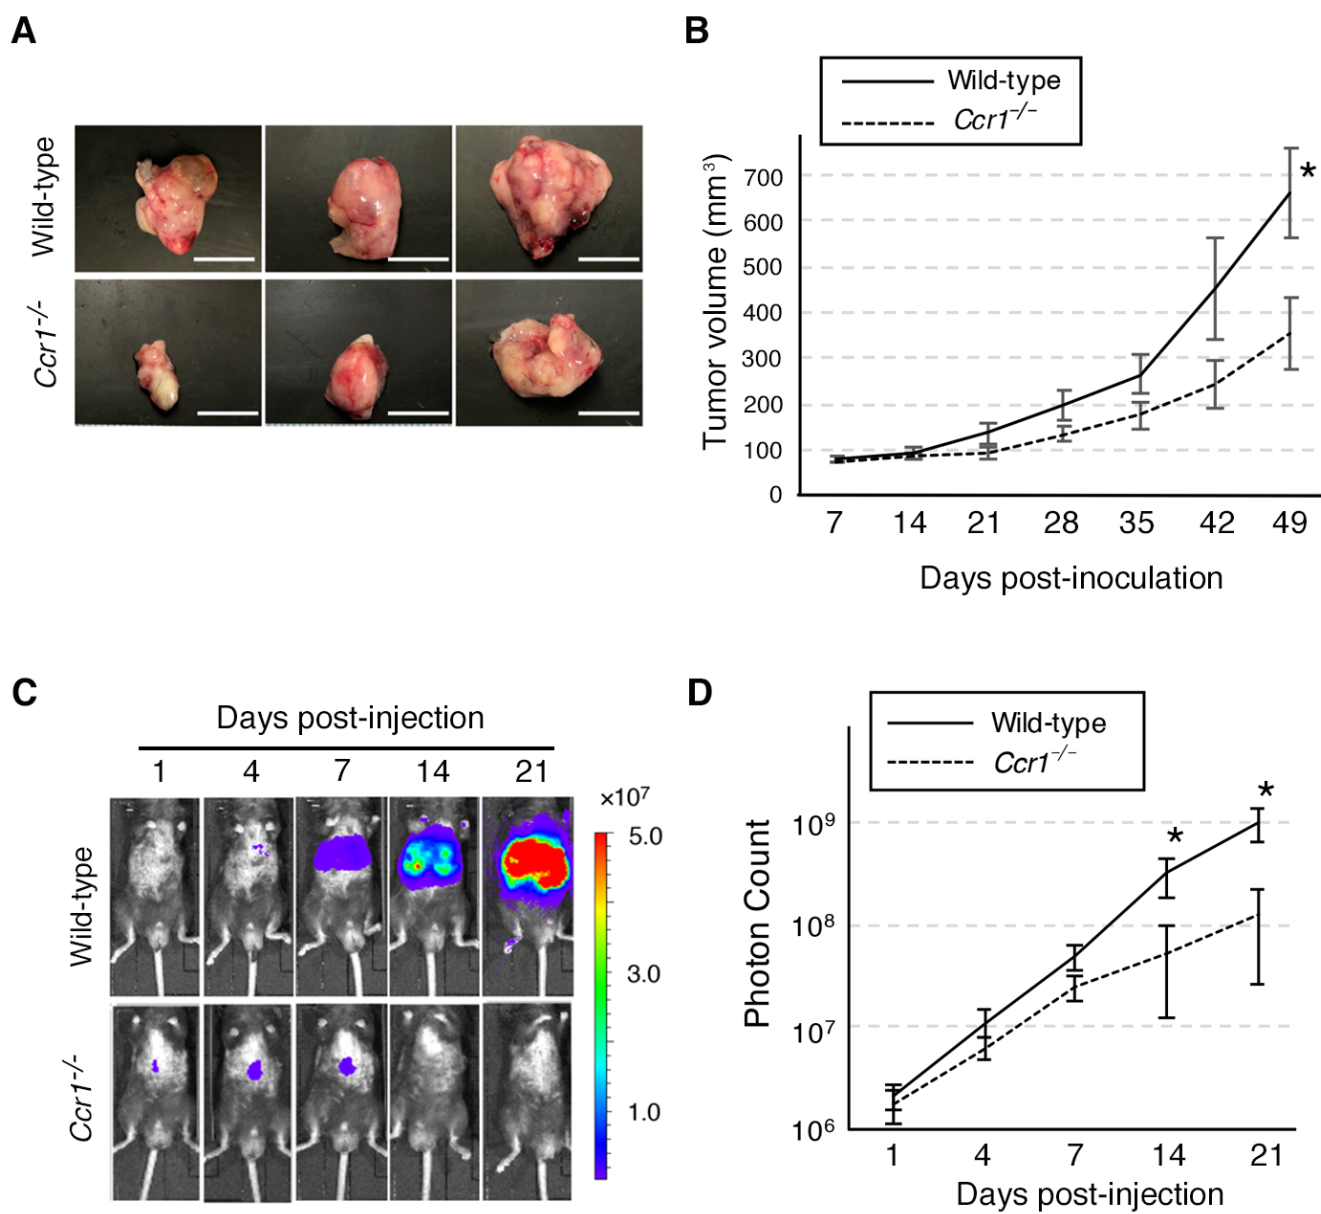 A
Wild-type
Ccr1-/-
B
Wild-type
Ccr1-/-
Tumor volume (mm3)
700
600
500
400
300
200
100
0
*
7 14 21 28 35 42 49
Days post-inoculation
C
Days post-injection
1 4 7 14 21
Wild-type
Ccr1-/-
×10⁷
5.0
3.0
1.0
D
Wild-type
Ccr1-/-
Photon Count
10⁹
10⁸
10⁷
10⁶
* *
1 4 7 14 21
Days post-injection